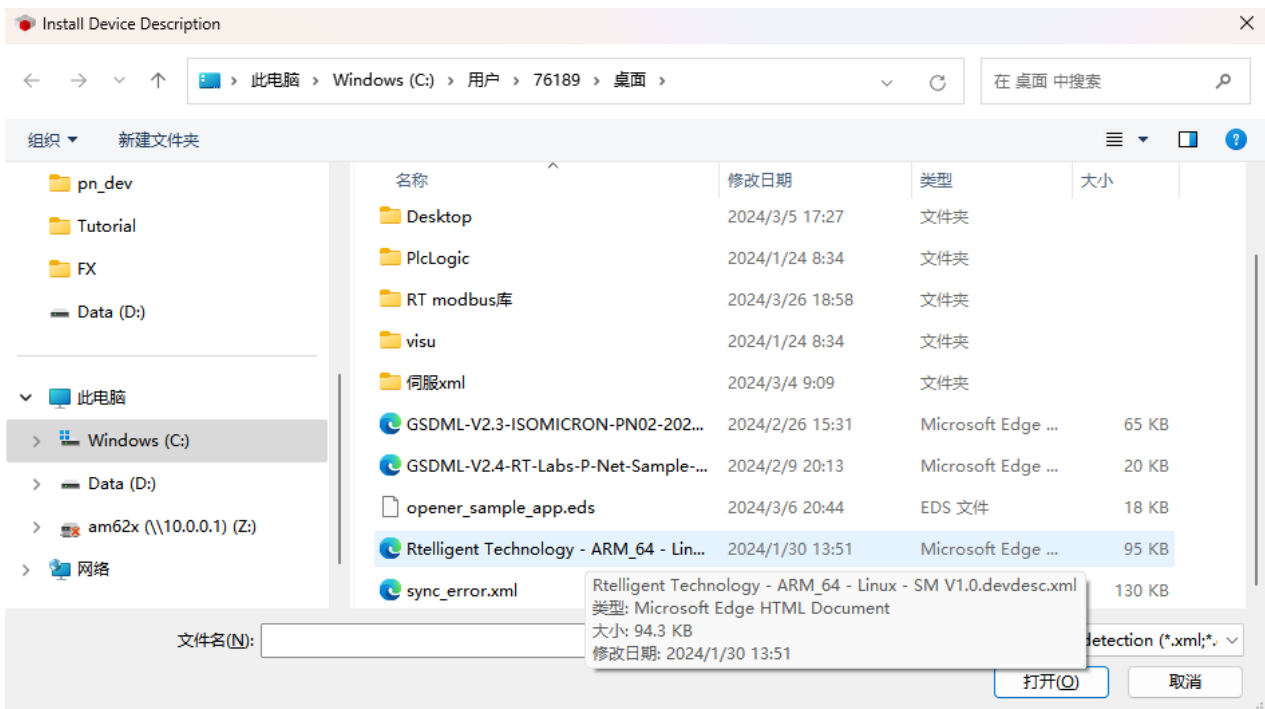 Install Device Description
此电脑 › Windows (C:) › 用户 › 76189 › 桌面 ›
在 桌面 中搜索
组织 新建文件夹
pn_dev
Tutorial
FX
Data (D:)
此电脑
Windows (C:)
Data (D:)
am62x (\\10.0.0.1) (Z:)
网络
名称 修改日期 类型 大小
Desktop 2024/3/5 17:27 文件夹
PlcLogic 2024/1/24 8:34 文件夹
RT modbus库 2024/3/26 18:58 文件夹
visu 2024/1/24 8:34 文件夹
伺服xml 2024/3/4 9:09 文件夹
GSDML-V2.3-ISOMICRON-PN02-202... 2024/2/26 15:31 Microsoft Edge ... 65 KB
GSDML-V2.4-RT-Labs-P-Net-Sample-... 2024/2/9 20:13 Microsoft Edge ... 20 KB
opener_sample_app.eds 2024/3/6 20:44 EDS 文件 18 KB
Rtelligent Technology - ARM_64 - Lin... 2024/1/30 13:51 Microsoft Edge ... 95 KB
sync_error.xml 130 KB
Rtelligent Technology - ARM_64 - Linux - SM V1.0.devdesc.xml
类型: Microsoft Edge HTML Document
大小: 94.3 KB
修改日期: 2024/1/30 13:51
文件名(N):
detection (*.xml;*.
打开(O) 取消